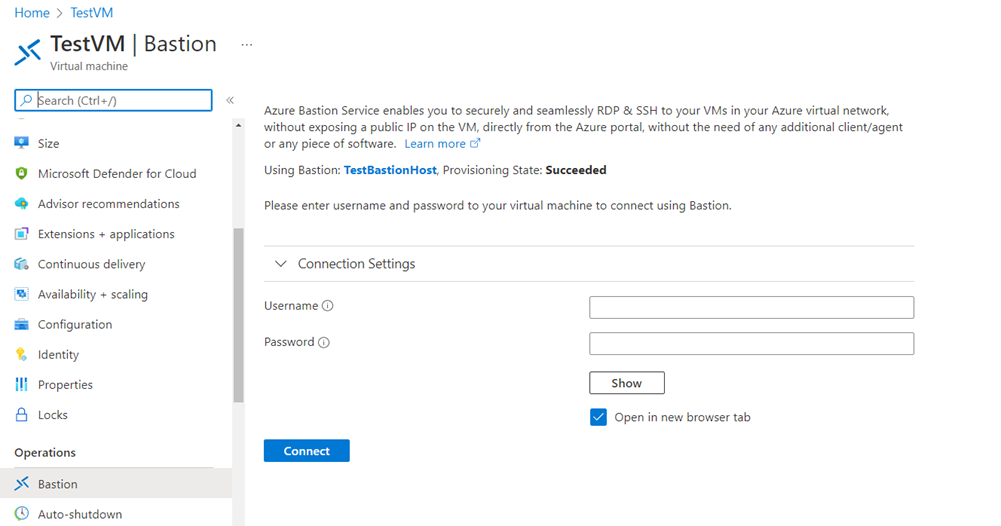 Home > TestVM
TestVM | Bastion ...
Virtual machine
Search (Ctrl+/) «
Size
Microsoft Defender for Cloud
Advisor recommendations
Extensions + applications
Continuous delivery
Availability + scaling
Configuration
Identity
Properties
Locks
Operations
Bastion
Auto-shutdown
Azure Bastion Service enables you to securely and seamlessly RDP & SSH to your VMs in your Azure virtual network,
without exposing a public IP on the VM, directly from the Azure portal, without the need of any additional client/agent
or any piece of software. Learn more
Using Bastion: TestBastionHost, Provisioning State: Succeeded
Please enter username and password to your virtual machine to connect using Bastion.
Connection Settings
Username
Password
Show
Open in new browser tab
Connect